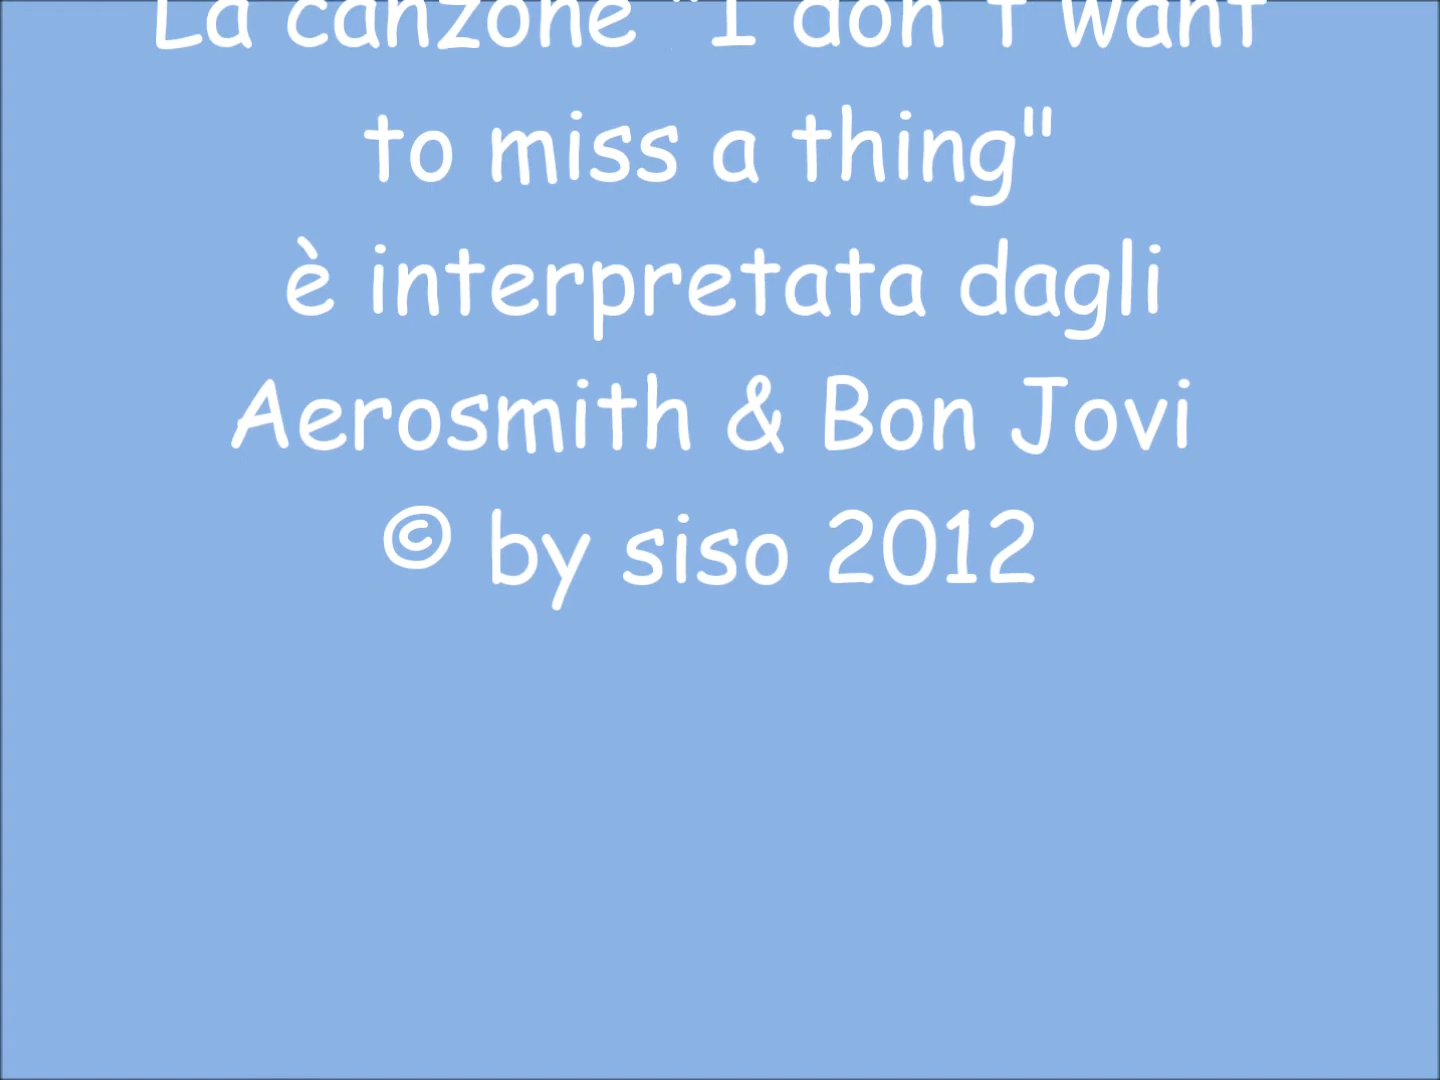 La canzone "I don't want
to miss a thing"
è interpretata dagli
Aerosmith & Bon Jovi
© by siso 2012